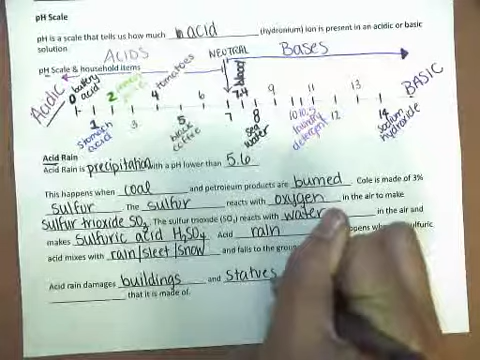 pH Scale
pH is a scale that tells us how much acid (hydronium) ion is present in an acidic or basic
solution
ACIDS NEUTRAL Bases
pH Scale & household items
Acidic BASIC
0 battery acid 2 4 tomatoes 6 blood 7.4 9 11 13
1 stomach acid 3 5 black coffee 7 8 sea water 10 10.5 laundry detergent 12 14 sodium hydroxide
Acid Rain
Acid Rain is precipitation with a pH lower than 5.6
This happens when coal and petroleum products are burned. Cole is made of 3%
sulfur. The sulfur reacts with oxygen in the air to make
sulfur trioxide SO3. The sulfur trioxide (SO3) reacts with water in the air and
makes sulfuric acid H2SO4. Acid rain
acid mixes with rain/sleet/snow and falls to the
Acid rain damages buildings and statues
that it is made of.